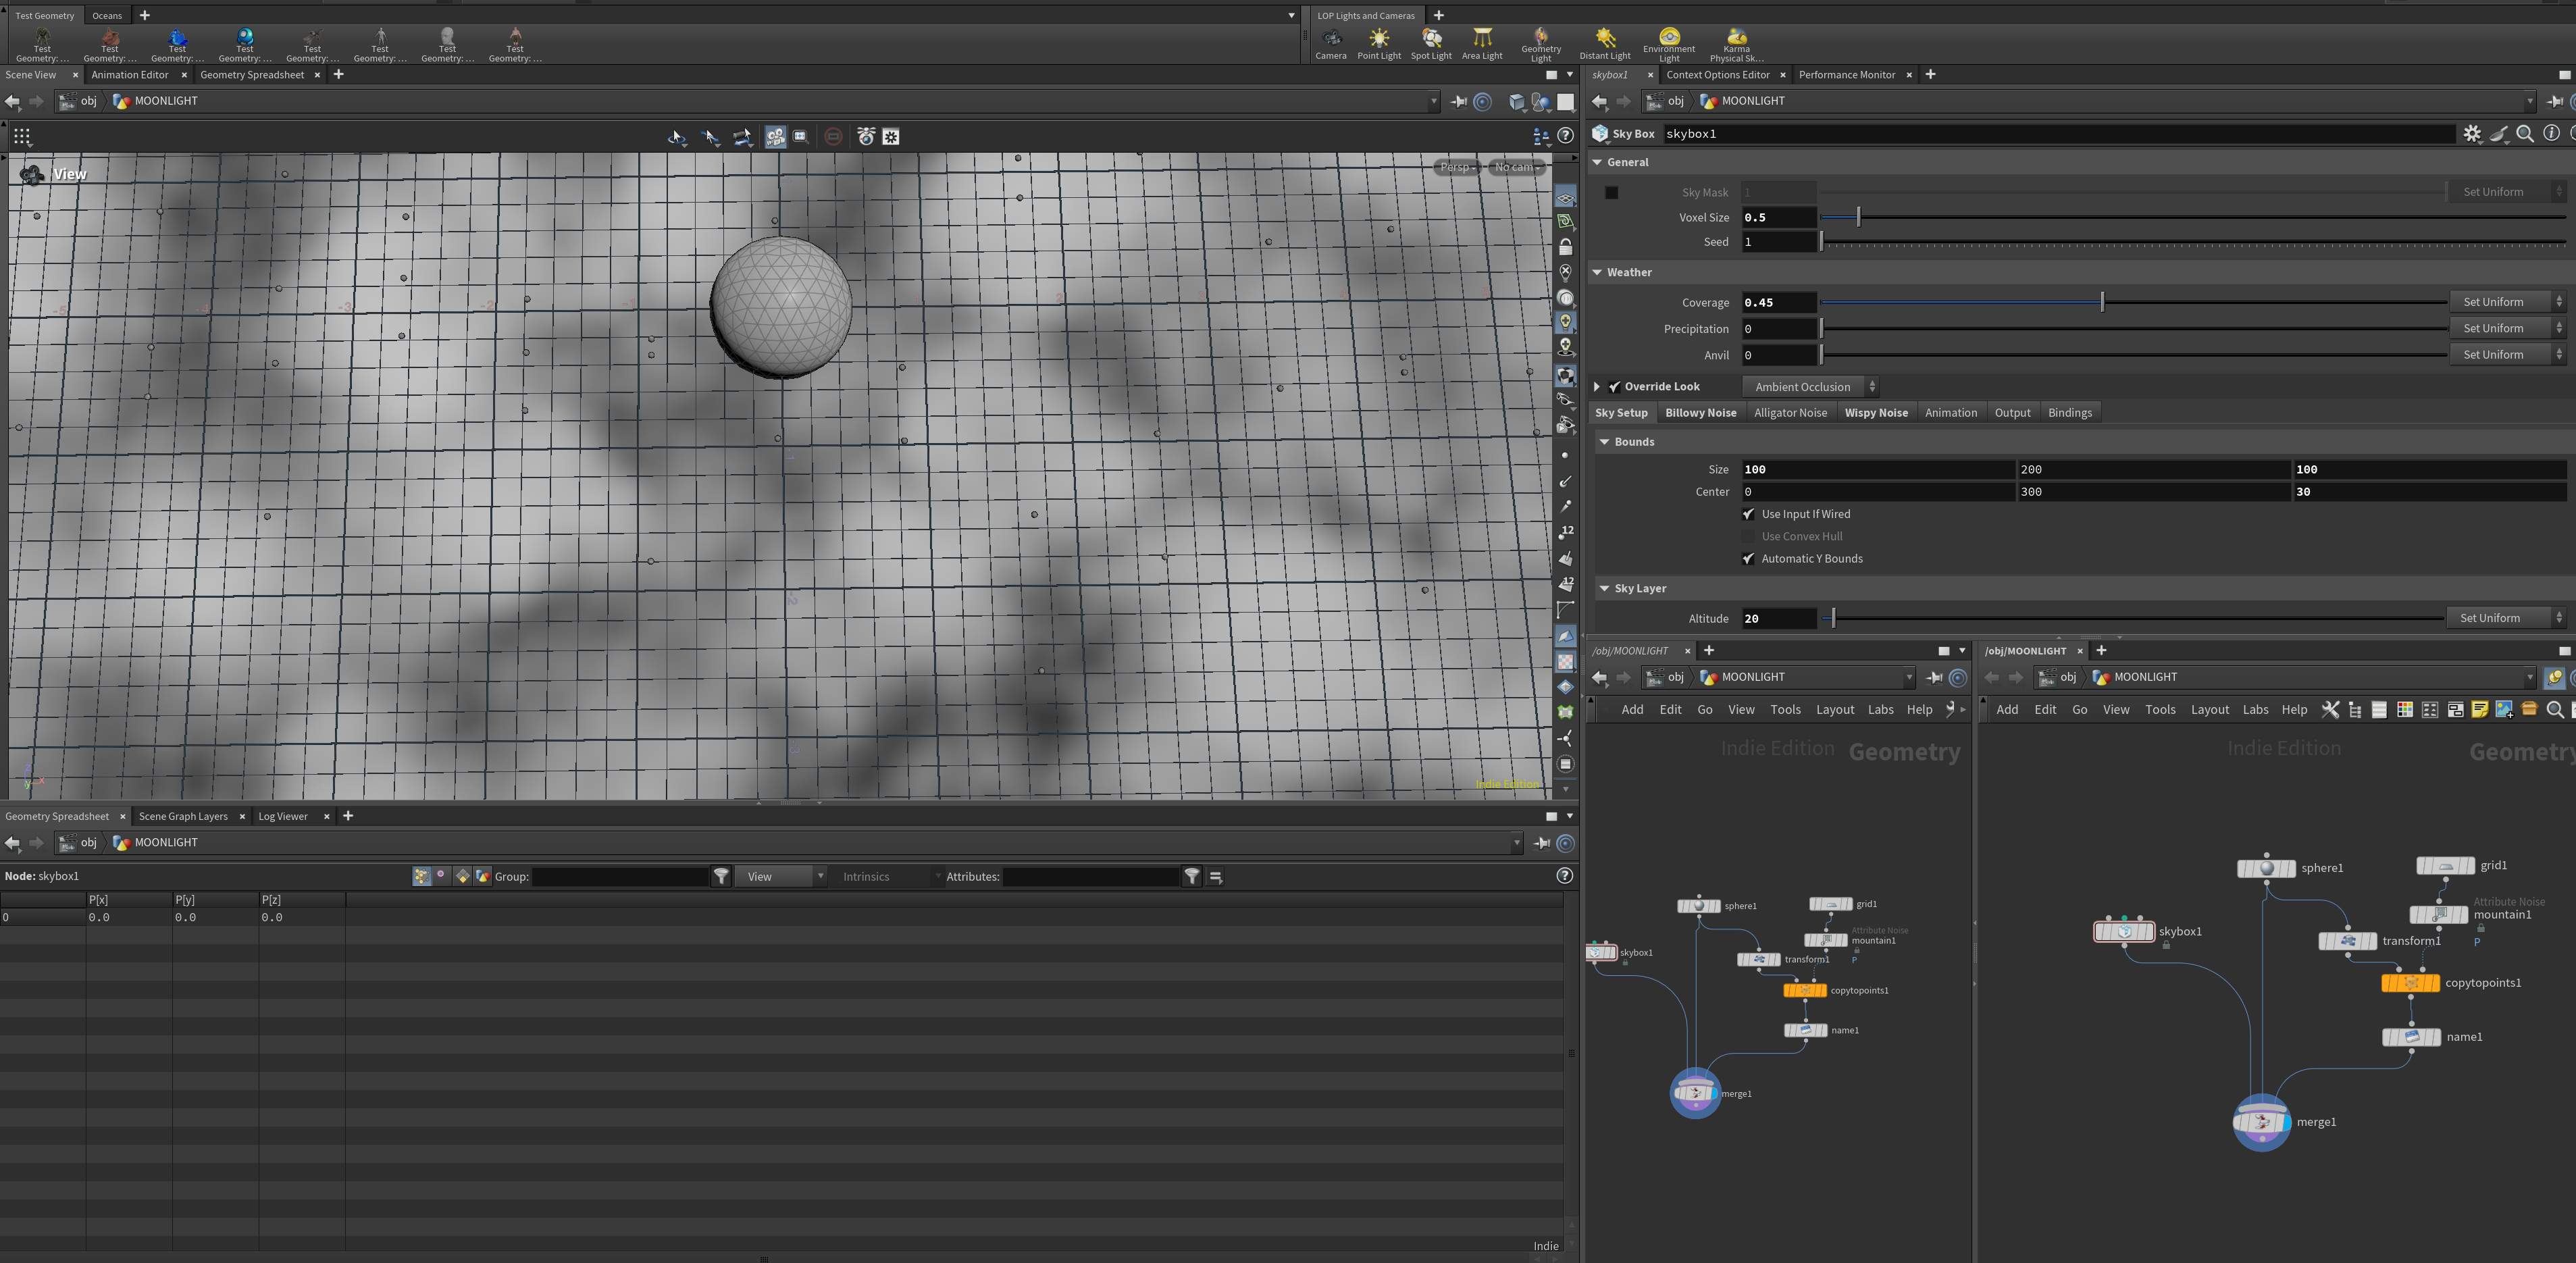 Test Geometry Oceans
LOP Lights and Cameras
Test Geometry: ... Test Geometry: ... Test Geometry: ... Test Geometry: ... Test Geometry: ... Test Geometry: ... Test Geometry: ... Test Geometry: ...
Camera Point Light Spot Light Area Light Geometry Light Distant Light Environment Light Karma Physical Sk...
Scene View Animation Editor Geometry Spreadsheet
obj MOONLIGHT
View
Persp No cam
-5 -4 -3 -2 -1 2
Indie Edition
12
12
skybox1 Context Options Editor Performance Monitor
obj MOONLIGHT
Sky Box skybox1
General
Sky Mask 1 Set Uniform
Voxel Size 0.5
Seed 1
Weather
Coverage 0.45 Set Uniform
Precipitation 0 Set Uniform
Anvil 0 Set Uniform
Override Look Ambient Occlusion
Sky Setup Billowy Noise Alligator Noise Wispy Noise Animation Output Bindings
Bounds
Size 100 200 100
Center 0 300 30
Use Input If Wired
Use Convex Hull
Automatic Y Bounds
Sky Layer
Altitude 20 Set Uniform
Geometry Spreadsheet Scene Graph Layers Log Viewer
obj MOONLIGHT
Node: skybox1 Group: View Intrinsics Attributes:
P[x] P[y] P[z]
0 0.0 0.0 0.0
Indie
/obj/MOONLIGHT
obj MOONLIGHT
Add Edit Go View Tools Layout Labs Help
Indie Edition Geometry
sphere1
grid1
Attribute Noise
mountain1
P
skybox1
transform1
copytopoints1
name1
merge1
/obj/MOONLIGHT
obj MOONLIGHT
Add Edit Go View Tools Layout Labs Help
Indie Edition Geometry
sphere1
grid1
Attribute Noise
mountain1
P
skybox1
transform1
copytopoints1
name1
merge1